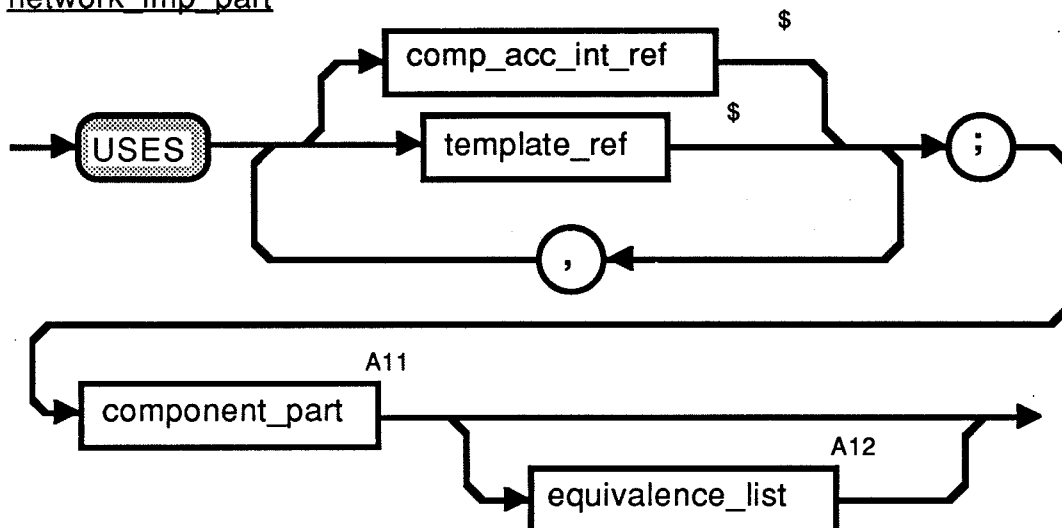 network_imp_part
$
comp_acc_int_ref
$
USES
template_ref
;
,
A11
component_part
A12
equivalence_list